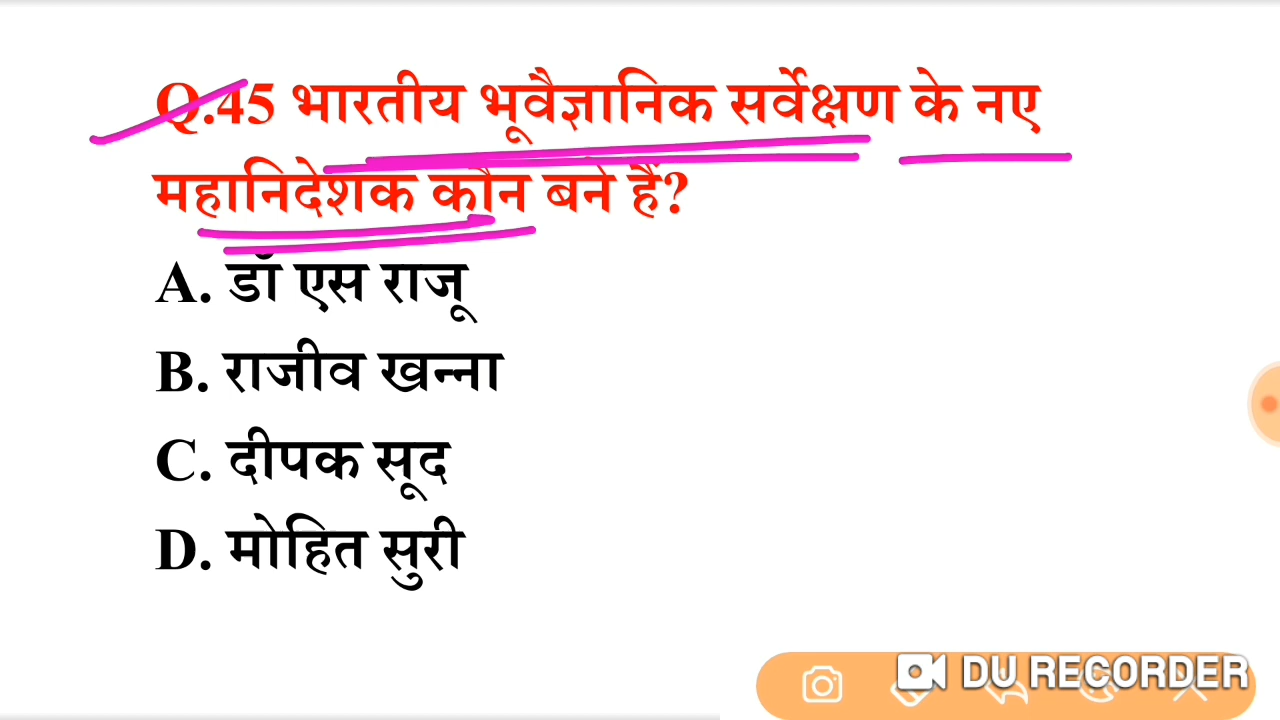 Q.45 भारतीय भूवैज्ञानिक सर्वेक्षण के नए
महानिदेशक कौन बने हैं?
A. डॉ एस राजू
B. राजीव खन्ना
C. दीपक सूद
D. मोहित सुरी
DU RECORDER